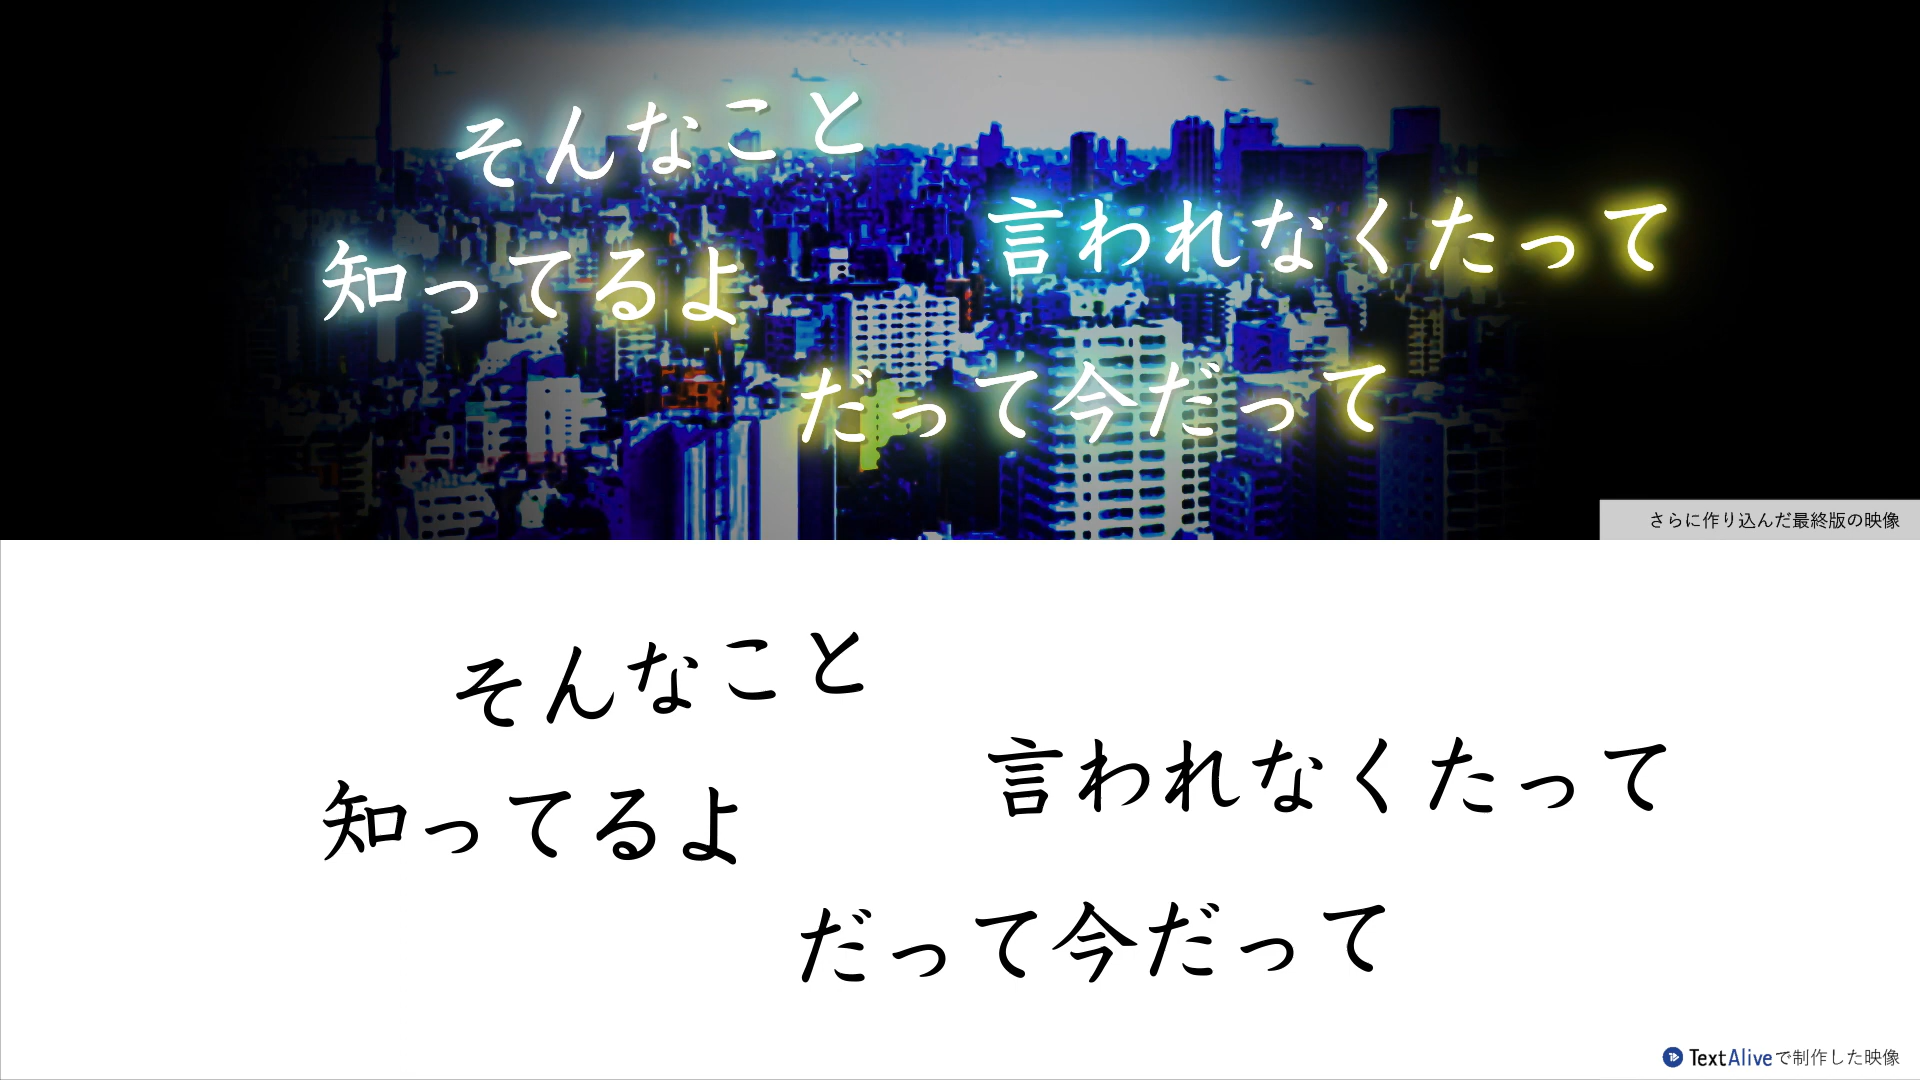 そんなこと
言われなくたって
知ってるよ
だって今だって
さらに作り込んだ最終版の映像
そんなこと
言われなくたって
知ってるよ
だって今だって
TextAliveで制作した映像